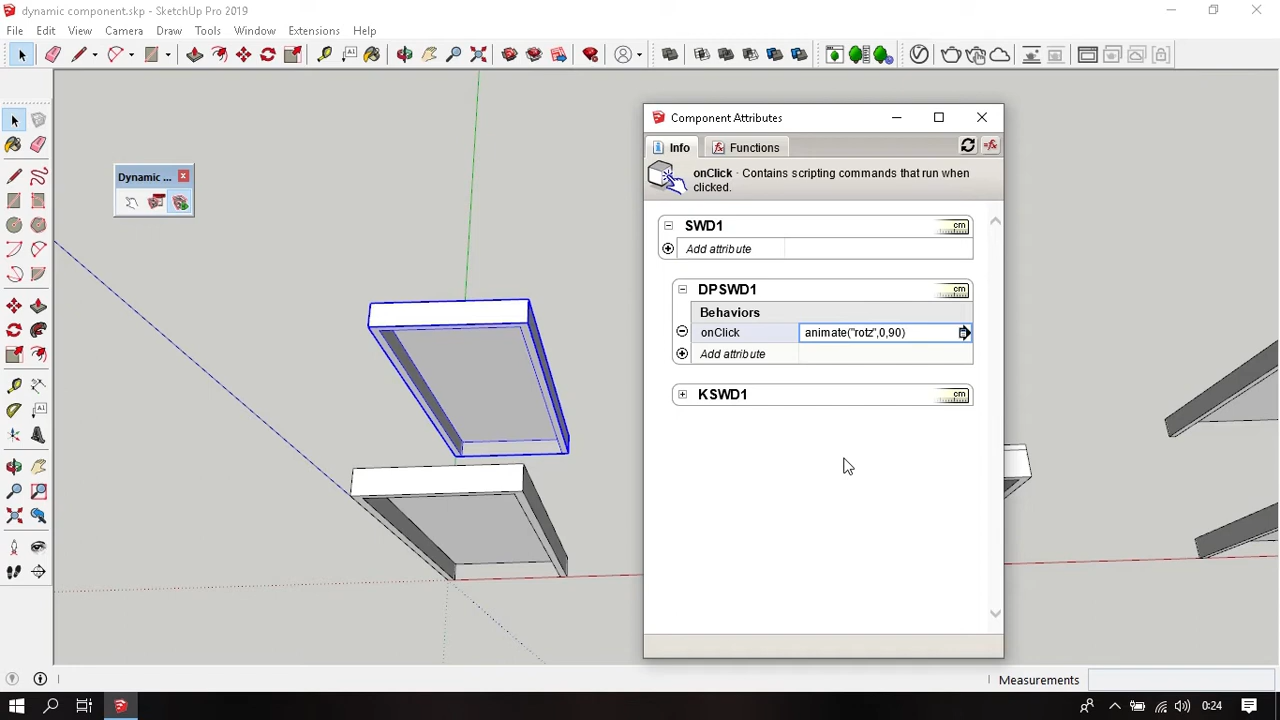 dynamic component.skp - SketchUp Pro 2019
File Edit View Camera Draw Tools Window Extensions Help
Component Attributes
Info Functions
onClick · Contains scripting commands that run when
clicked.
Dynamic ...
SWD1 cm
Add attribute
DPSWD1 cm
Behaviors
onClick animate("rotz",0,90)
Add attribute
KSWD1 cm
Measurements
0:24